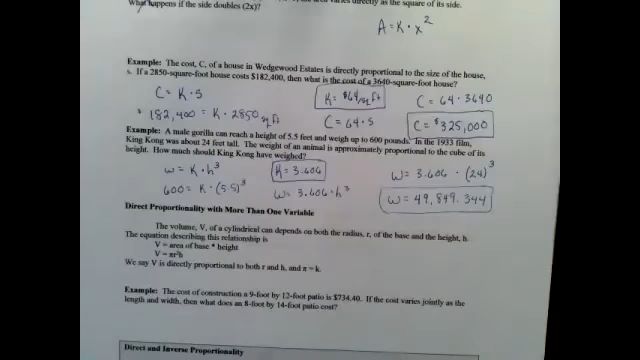 directly as the square of its side.
What happens if the side doubles (2x)?
A = K · x²
Example: The cost, C, of a house in Wedgewood Estates is directly proportional to the size of the house,
s. If a 2850-square-foot house costs $182,400, then what is the cost of a 3640-square-foot house?
C = K · s
K = $64/sq ft
C = 64 · 3640
182,400 = K · 2850 sq ft
C = 64 · s
C = $325,000
Example: A male gorilla can reach a height of 5.5 feet and weigh up to 600 pounds. In the 1933 film,
King Kong was about 24 feet tall. The weight of an animal is approximately proportional to the cube of its
height. How much should King Kong have weighed?
w = K · h³
K = 3.606
w = 3.606 · (24)³
600 = K · (5.5)³
w = 3.606 · h³
w = 49,849.344
Direct Proportionality with More Than One Variable
The volume, V, of a cylindrical can depends on both the radius, r, of the base and the height, h.
The equation describing this relationship is
V = area of base * height
V = πr²h
We say V is directly proportional to both r and h, and π = k.
Example: The cost of construction a 9-foot by 12-foot patio is $734.40. If the cost varies jointly as the
length and width, then what does an 8-foot by 14-foot patio cost?
Direct and Inverse Proportionality